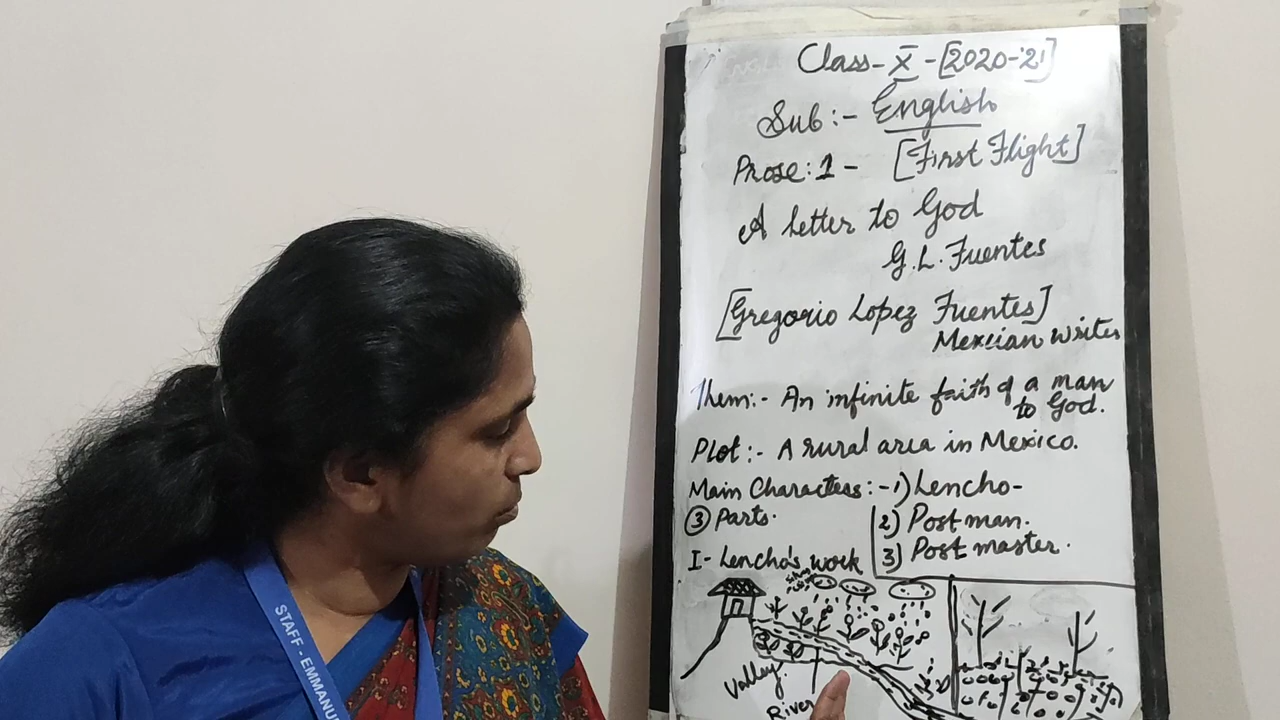 Class - X - [2020-'21]
Sub :- English
Prose : 1 - [First Flight]
A letter to God
G.L. Fuentes
[Gregorio Lopez Fuentes]
Mexcian writer
Them :- An infinite faith of a man
to God.
Plot :- A rural area in Mexico.
Main Characters :- 1) Lencho -
③ Parts.
2) Post man.
3) Post master.
I - Lencho's work
Valley
River
STAFF - EMMANU